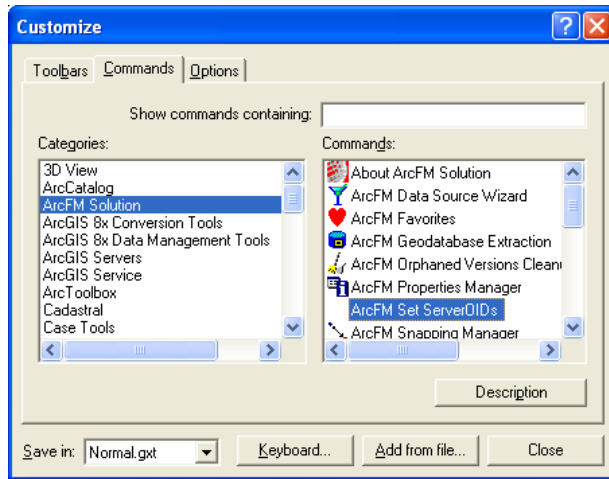 Customize
Toolbars Commands Options
Show commands containing:
Categories:
3D View
ArcCatalog
ArcFM Solution
ArcGIS 8x Conversion Tools
ArcGIS 8x Data Management Tools
ArcGIS Servers
ArcGIS Service
ArcToolbox
Cadastral
Case Tools
Commands:
About ArcFM Solution
ArcFM Data Source Wizard
ArcFM Favorites
ArcFM Geodatabase Extraction
ArcFM Orphaned Versions Cleanu
ArcFM Properties Manager
ArcFM Set ServerOIDs
ArcFM Snapping Manager
Description
Save in: Normal.gxt Keyboard... Add from file... Close